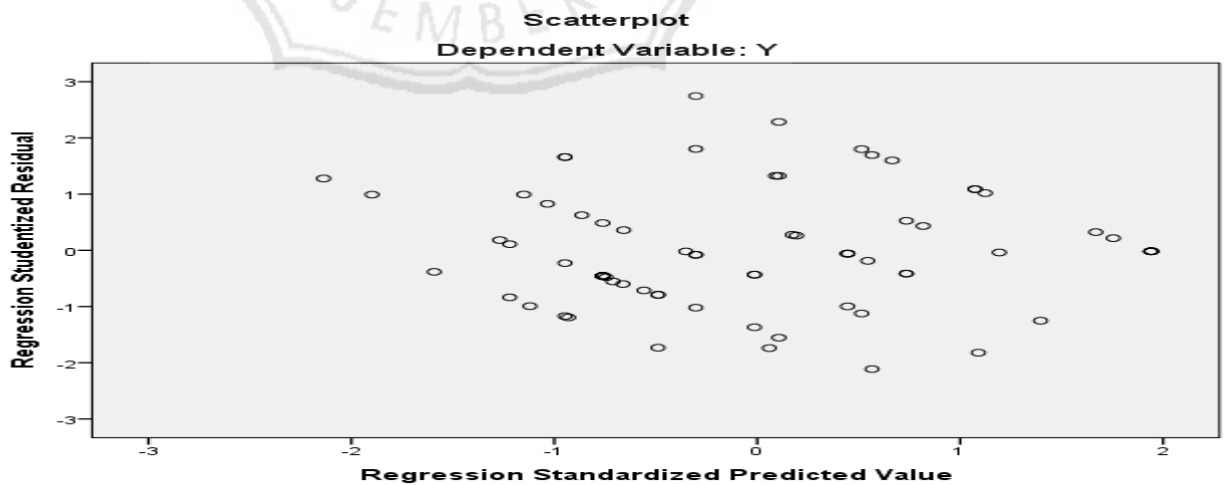 JEMBER
Scatterplot
Dependent Variable: Y
Regression Studentized Residual
3
2
1
0
-1
-2
-3
-3
-2
-1
0
1
2
Regression Standardized Predicted Value